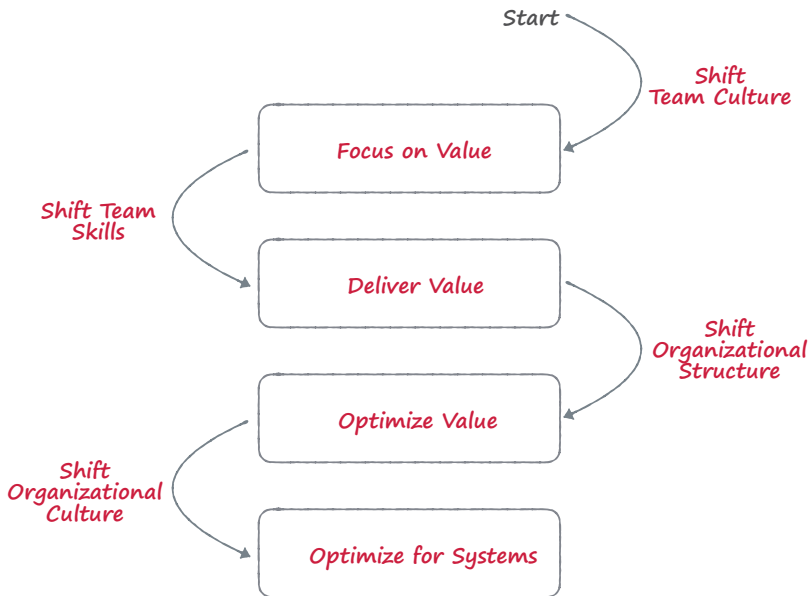 Start
Shift
Team Culture
Focus on Value
Shift Team
Skills
Deliver Value
Shift
Organizational
Structure
Optimize Value
Shift
Organizational
Culture
Optimize for Systems